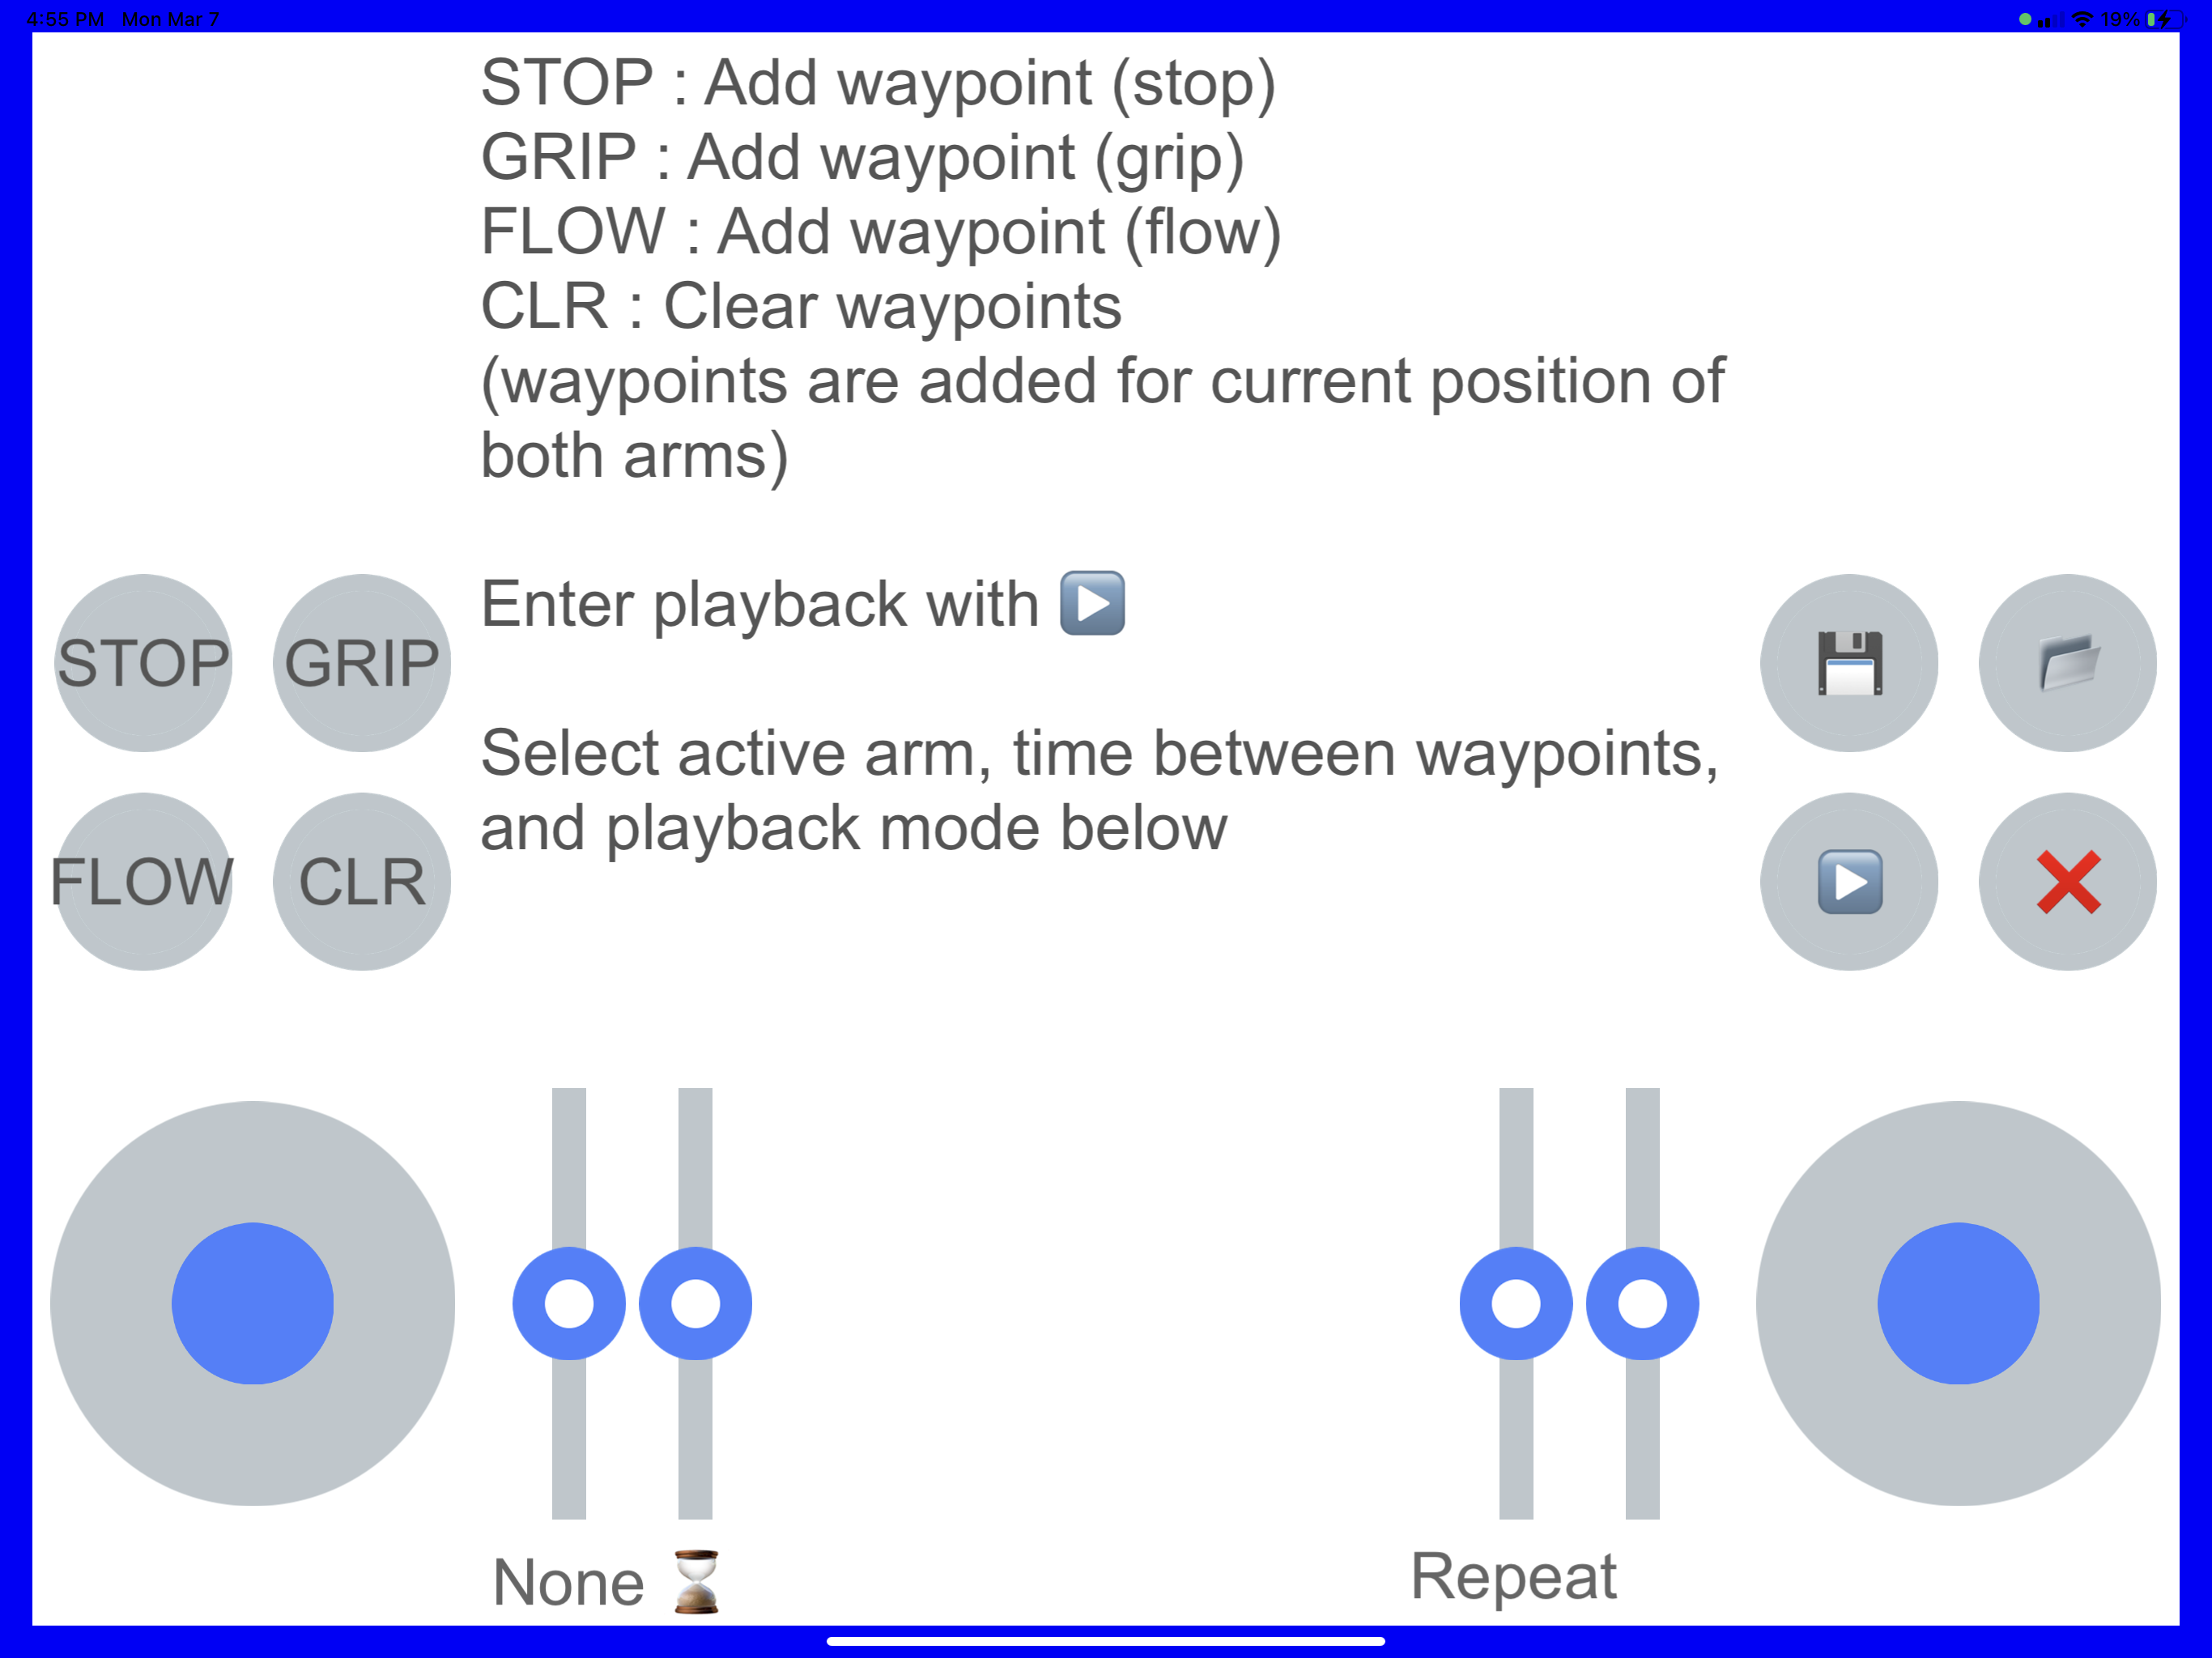 4:55 PM Mon Mar 7
19%
STOP : Add waypoint (stop)
GRIP : Add waypoint (grip)
FLOW : Add waypoint (flow)
CLR : Clear waypoints
(waypoints are added for current position of
both arms)
Enter playback with
Select active arm, time between waypoints,
and playback mode below
STOP GRIP
FLOW CLR
None
Repeat